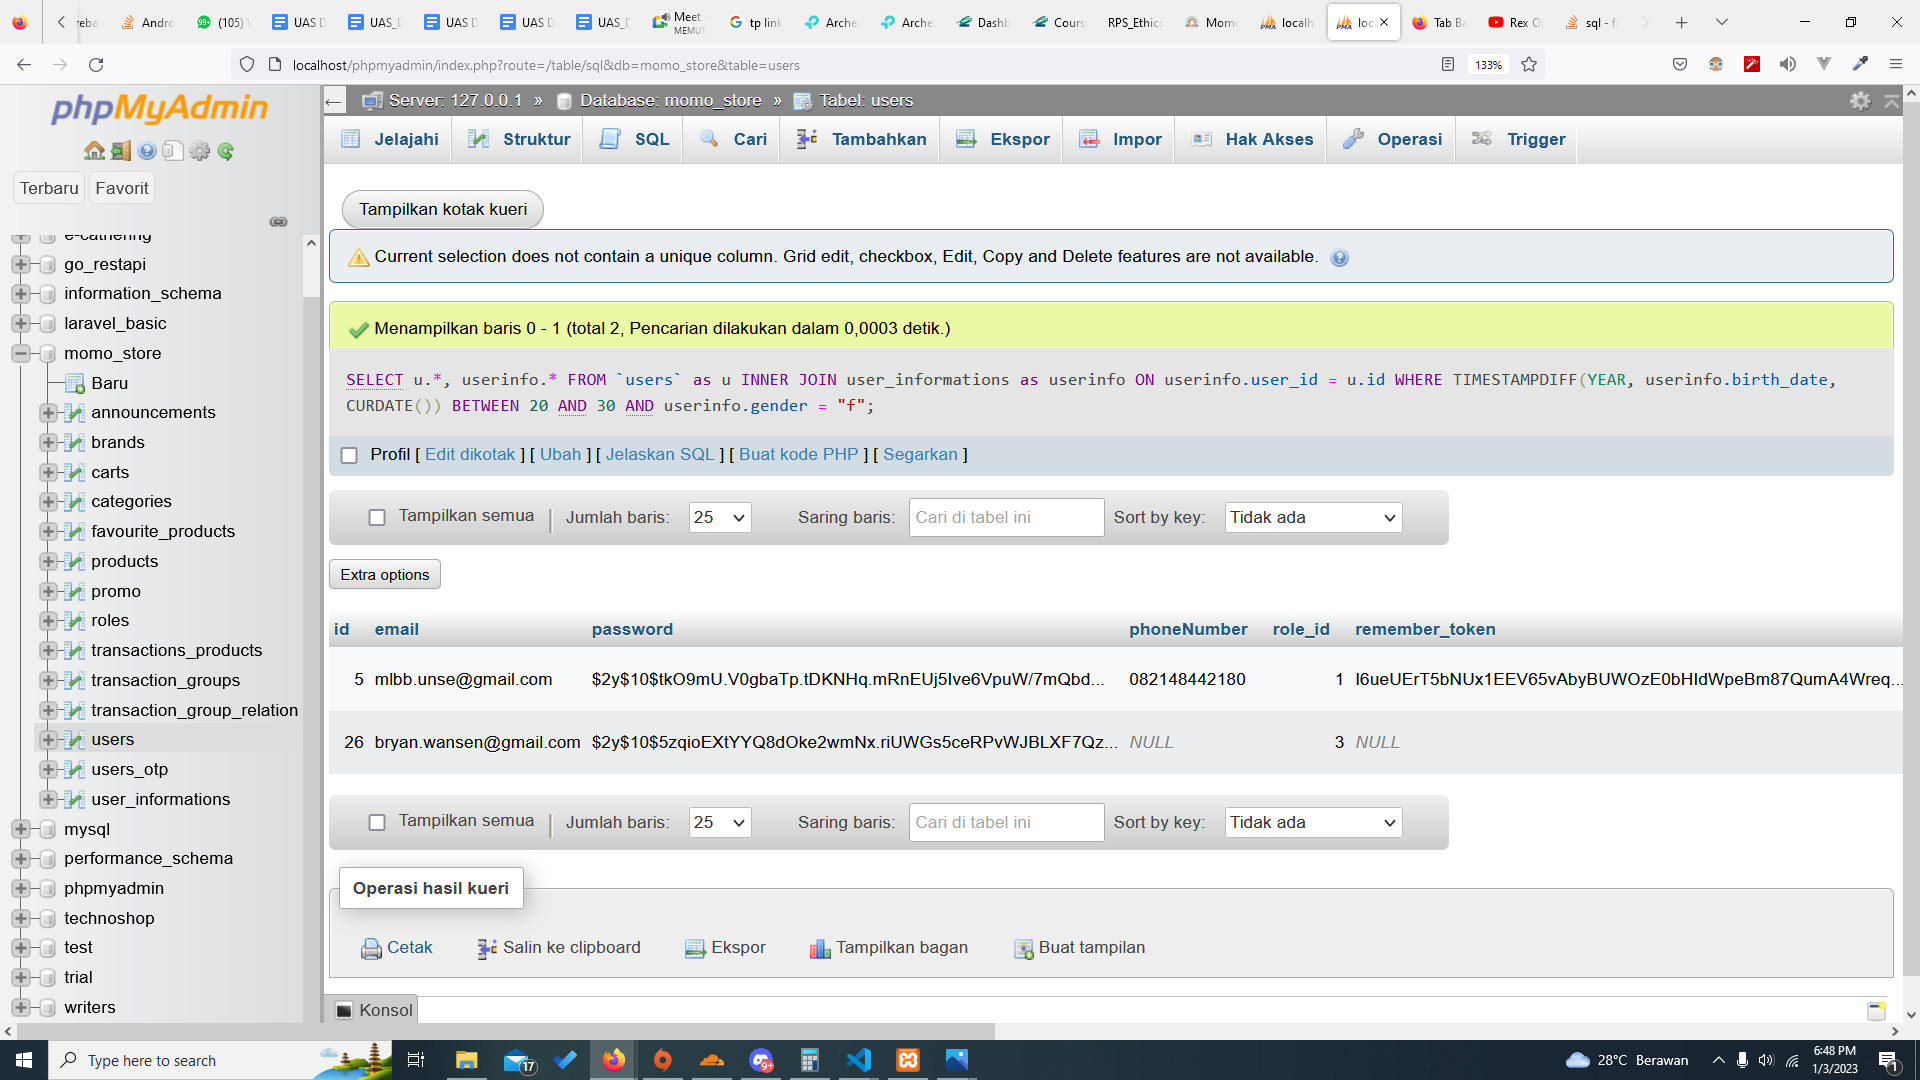 Andro
(105)
UAS D
UAS_D
UAS D
UAS D
UAS_D
Meet
MEMUT
tp link
Arche
Arche
Dashb
Cours
RPS_Ethics
Mom
localh
loc
Tab Ba
Rex O
sql - f
localhost/phpmyadmin/index.php?route=/table/sql&db=momo_store&table=users
133%
phpMyAdmin
Terbaru
Favorit
e-cathering
go_restapi
information_schema
laravel_basic
momo_store
Baru
announcements
brands
carts
categories
favourite_products
products
promo
roles
transactions_products
transaction_groups
transaction_group_relation
users
users_otp
user_informations
mysql
performance_schema
phpmyadmin
technoshop
test
trial
writers
Server: 127.0.0.1 » Database: momo_store » Tabel: users
Jelajahi
Struktur
SQL
Cari
Tambahkan
Ekspor
Impor
Hak Akses
Operasi
Trigger
Tampilkan kotak kueri
Current selection does not contain a unique column. Grid edit, checkbox, Edit, Copy and Delete features are not available.
Menampilkan baris 0 - 1 (total 2, Pencarian dilakukan dalam 0,0003 detik.)
SELECT u.*, userinfo.* FROM `users` as u INNER JOIN user_informations as userinfo ON userinfo.user_id = u.id WHERE TIMESTAMPDIFF(YEAR, userinfo.birth_date,
CURDATE()) BETWEEN 20 AND 30 AND userinfo.gender = "f";
Profil [ Edit dikotak ] [ Ubah ] [ Jelaskan SQL ] [ Buat kode PHP ] [ Segarkan ]
Tampilkan semua | Jumlah baris: 25 Saring baris: Cari di tabel ini Sort by key: Tidak ada
Extra options
id email password phoneNumber role_id remember_token
5 mlbb.unse@gmail.com $2y$10$tkO9mU.V0gbaTp.tDKNHq.mRnEUj5Ive6VpuW/7mQbd... 082148442180 1 I6ueUErT5bNUx1EEV65vAbyBUWOzE0bHIdWpeBm87QumA4Wreq...
26 bryan.wansen@gmail.com $2y$10$5zqioEXtYYQ8dOke2wmNx.riUWGs5ceRPvWJBLXF7Qz... NULL 3 NULL
Tampilkan semua | Jumlah baris: 25 Saring baris: Cari di tabel ini Sort by key: Tidak ada
Operasi hasil kueri
Cetak
Salin ke clipboard
Ekspor
Tampilkan bagan
Buat tampilan
Konsol
Type here to search
17
9+
28°C Berawan
6:48 PM
1/3/2023
1